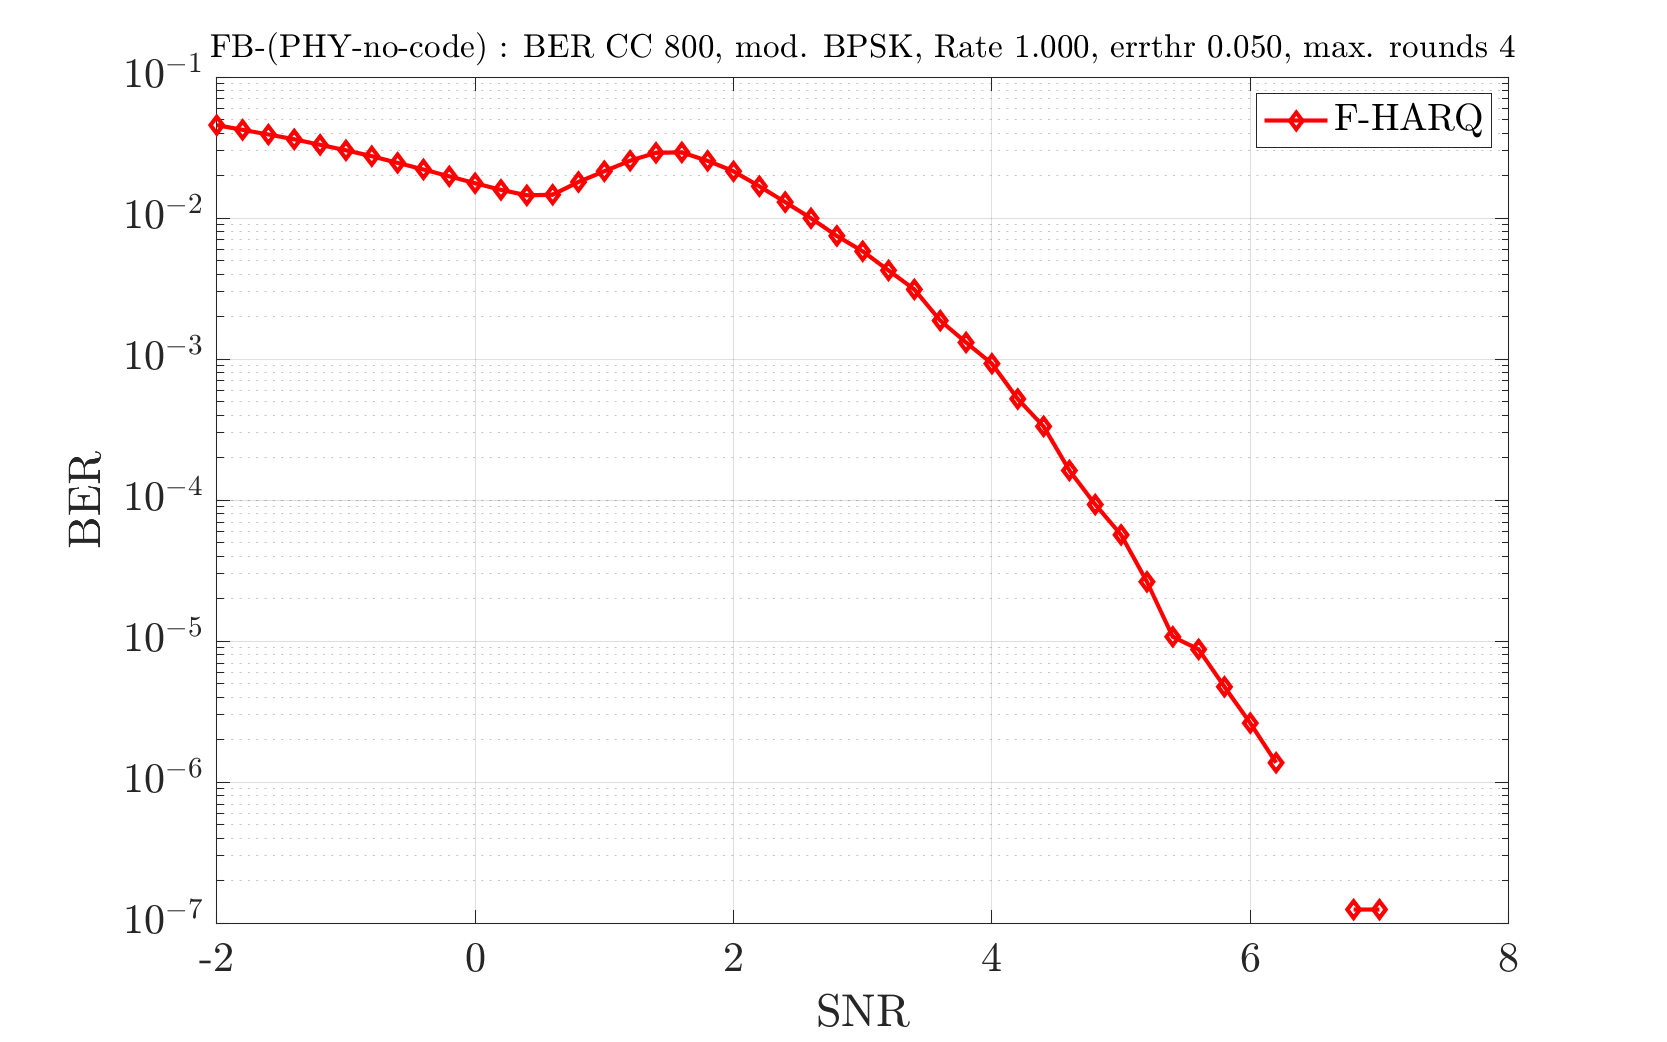 FB-(PHY-no-code) : BER CC 800, mod. BPSK, Rate 1.000, errthr 0.050, max. rounds 4
F-HARQ
10⁻¹
10⁻²
10⁻³
10⁻⁴
10⁻⁵
10⁻⁶
10⁻⁷
BER
-2 0 2 4 6 8
SNR